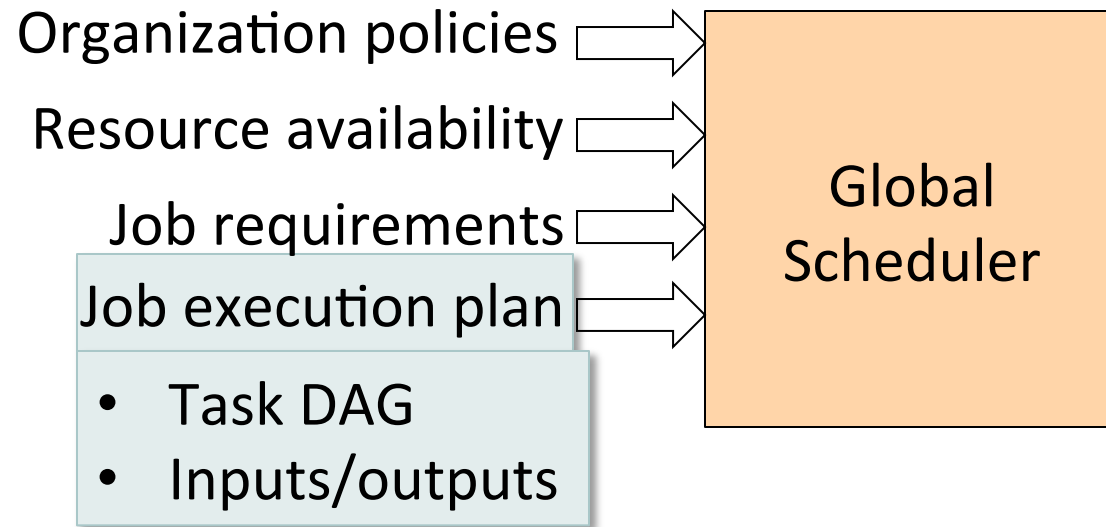 Organization policies
Resource availability
Job requirements
Job execution plan
• Task DAG
• Inputs/outputs
Global
Scheduler